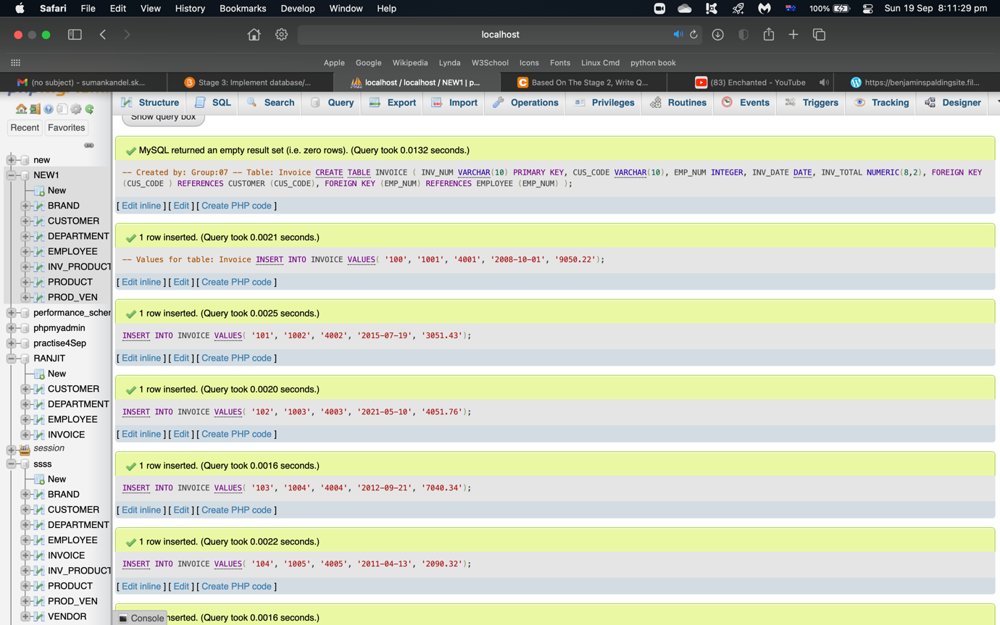 Safari File Edit View History Bookmarks Develop Window Help 100% Sun 19 Sep 8:11:29 pm
localhost
Apple Google Wikipedia Lynda W3School Icons Fonts Linux Cmd python book
(no subject) - sumankandel.sk... Stage 3: Implement database/... localhost / localhost / NEW1 | p... Based On The Stage 2, Write Q... (83) Enchanted - YouTube https://benjaminspaldingsite.fil...
Structure SQL Search Query Export Import Operations Privileges Routines Events Triggers Tracking Designer
Recent Favorites
new
NEW1
New
BRAND
CUSTOMER
DEPARTMENT
EMPLOYEE
INV_PRODUCT
PRODUCT
PROD_VEN
performance_scher
phpmyadmin
practise4Sep
RANJIT
New
CUSTOMER
DEPARTMENT
EMPLOYEE
INVOICE
session
ssss
New
BRAND
CUSTOMER
DEPARTMENT
EMPLOYEE
INVOICE
INV_PRODUCT
PRODUCT
PROD_VEN
VENDOR
Show query box
MySQL returned an empty result set (i.e. zero rows). (Query took 0.0132 seconds.)
-- Created by: Group:07 -- Table: Invoice CREATE TABLE INVOICE ( INV_NUM VARCHAR(10) PRIMARY KEY, CUS_CODE VARCHAR(10), EMP_NUM INTEGER, INV_DATE DATE, INV_TOTAL NUMERIC(8,2), FOREIGN KEY
(CUS_CODE ) REFERENCES CUSTOMER (CUS_CODE), FOREIGN KEY (EMP_NUM) REFERENCES EMPLOYEE (EMP_NUM) );
[ Edit inline ] [ Edit ] [ Create PHP code ]
1 row inserted. (Query took 0.0021 seconds.)
-- Values for table: Invoice INSERT INTO INVOICE VALUES( '100', '1001', '4001', '2008-10-01', '9050.22');
[ Edit inline ] [ Edit ] [ Create PHP code ]
1 row inserted. (Query took 0.0025 seconds.)
INSERT INTO INVOICE VALUES( '101', '1002', '4002', '2015-07-19', '3051.43');
[ Edit inline ] [ Edit ] [ Create PHP code ]
1 row inserted. (Query took 0.0020 seconds.)
INSERT INTO INVOICE VALUES( '102', '1003', '4003', '2021-05-10', '4051.76');
[ Edit inline ] [ Edit ] [ Create PHP code ]
1 row inserted. (Query took 0.0016 seconds.)
INSERT INTO INVOICE VALUES( '103', '1004', '4004', '2012-09-21', '7040.34');
[ Edit inline ] [ Edit ] [ Create PHP code ]
1 row inserted. (Query took 0.0022 seconds.)
INSERT INTO INVOICE VALUES( '104', '1005', '4005', '2011-04-13', '2090.32');
[ Edit inline ] [ Edit ] [ Create PHP code ]
Console nserted. (Query took 0.0016 seconds.)